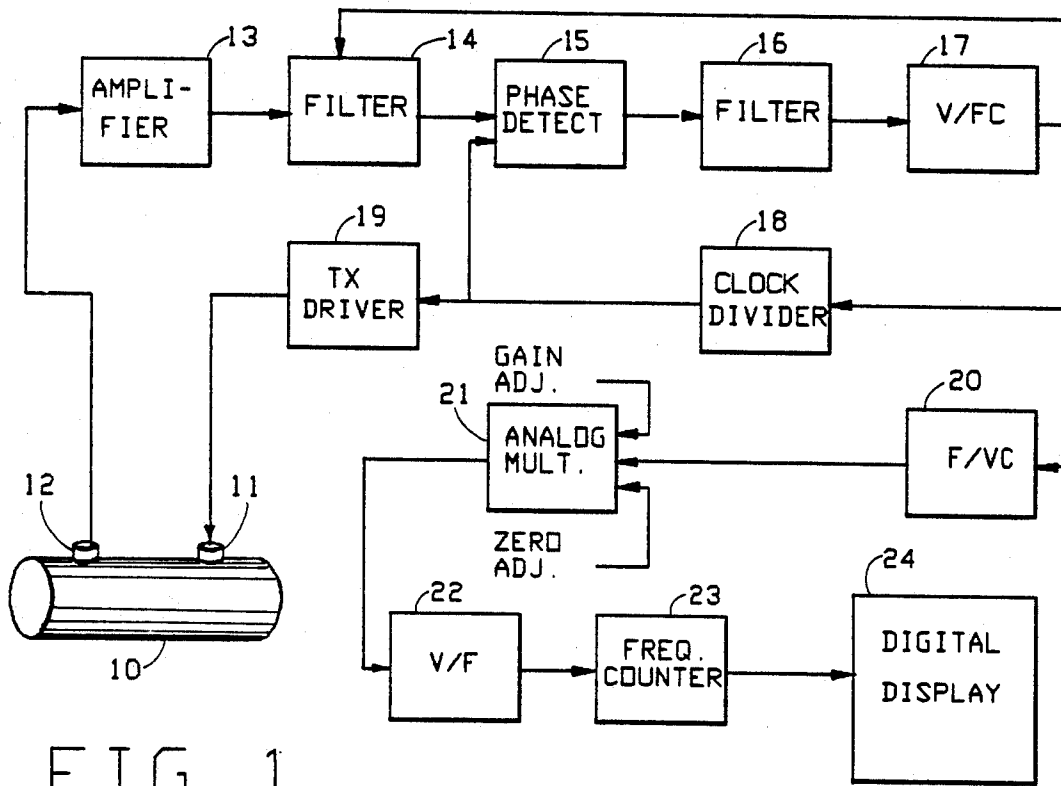 13
14
15
16
17
AMPLI-
FIER
FILTER
PHASE
DETECT
FILTER
V/FC
19
18
TX
DRIVER
CLOCK
DIVIDER
GAIN
ADJ.
21
20
ANALOG
MULT.
F/VC
12
11
ZERO
ADJ.
24
22
23
10
V/F
FREQ.
COUNTER
DIGITAL
DISPLAY
FIG. 1